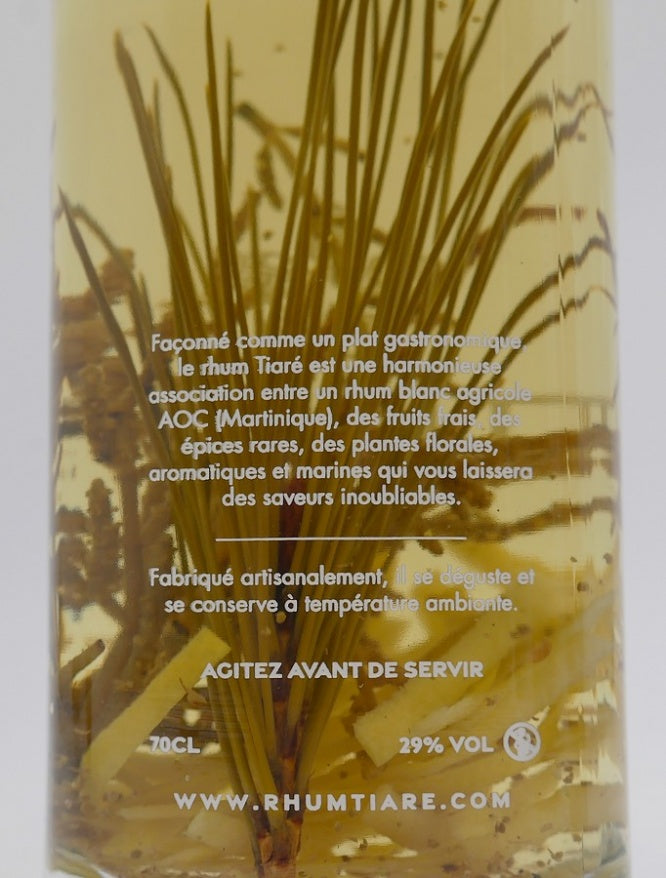 Façonné comme un plat gastronomique,
le rhum Tiaré est une harmonieuse
association entre un rhum blanc agricole
AOC (Martinique), des fruits frais, des
épices rares, des plantes florales,
aromatiques et marines qui vous laissera
des saveurs inoubliables.
Fabriqué artisanalement, il se déguste et
se conserve à température ambiante.
AGITEZ AVANT DE SERVIR
70CL 29% VOL
WWW.RHUMTIARE.COM